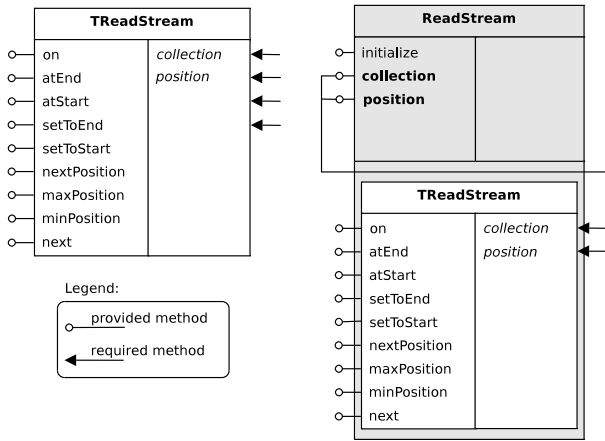 TReadStream
on collection
atEnd position
atStart
setToEnd
setToStart
nextPosition
maxPosition
minPosition
next
Legend:
provided method
required method
ReadStream
initialize
collection
position
TReadStream
on collection
atEnd position
atStart
setToEnd
setToStart
nextPosition
maxPosition
minPosition
next